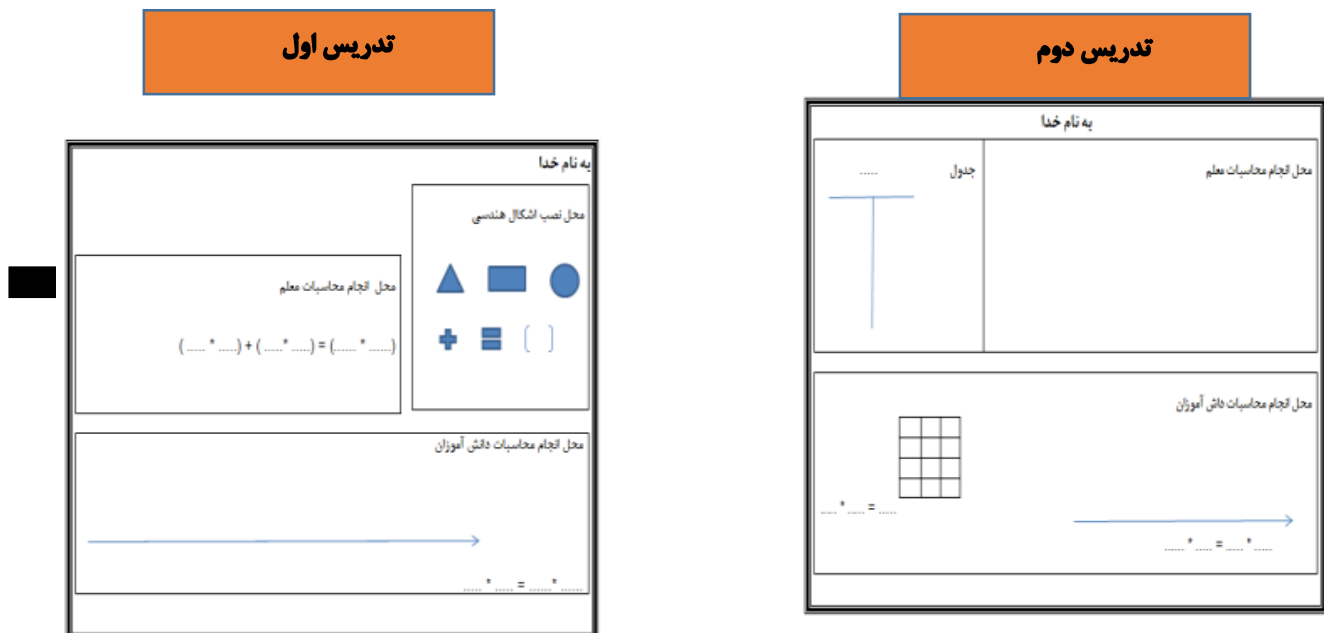 تدریس اول
به نام خدا
محل نصب اشکال هندسی
محل انجام محاسبات معلم
( ..... * .....) + ( .....* .....) = (...... * ......)
محل انجام محاسبات دانش آموزان
..... * ..... = ......* ......
تدریس دوم
به نام خدا
محل انجام محاسبات معلم
جدول .....
محل انجام محاسبات داش آموزان
..... * ..... = .....
...... * ..... = ..... * ......